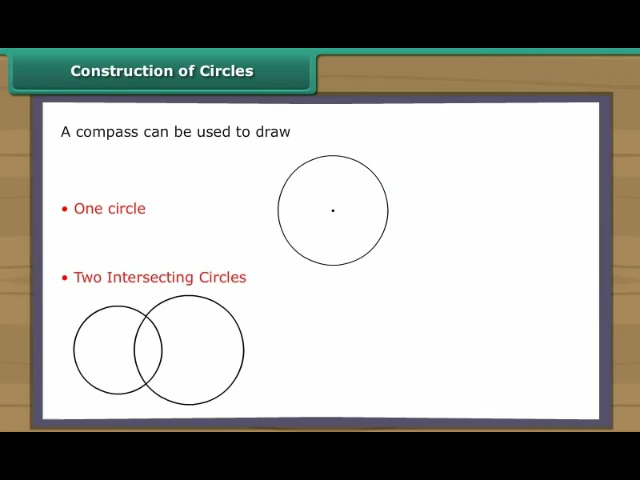 Construction of Circles
A compass can be used to draw
• One circle
• Two Intersecting Circles